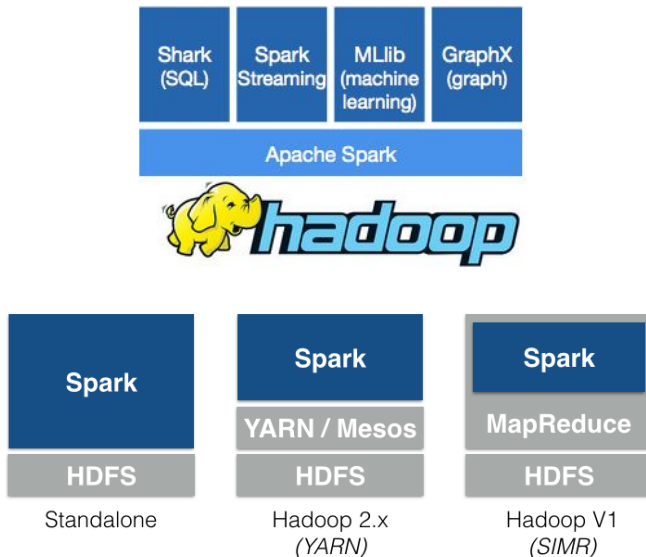 Shark
(SQL)
Spark
Streaming
MLlib
(machine
learning)
GraphX
(graph)
Apache Spark
hadoop
Spark
HDFS
Standalone
Spark
YARN / Mesos
HDFS
Hadoop 2.x
(YARN)
Spark
MapReduce
HDFS
Hadoop V1
(SIMR)